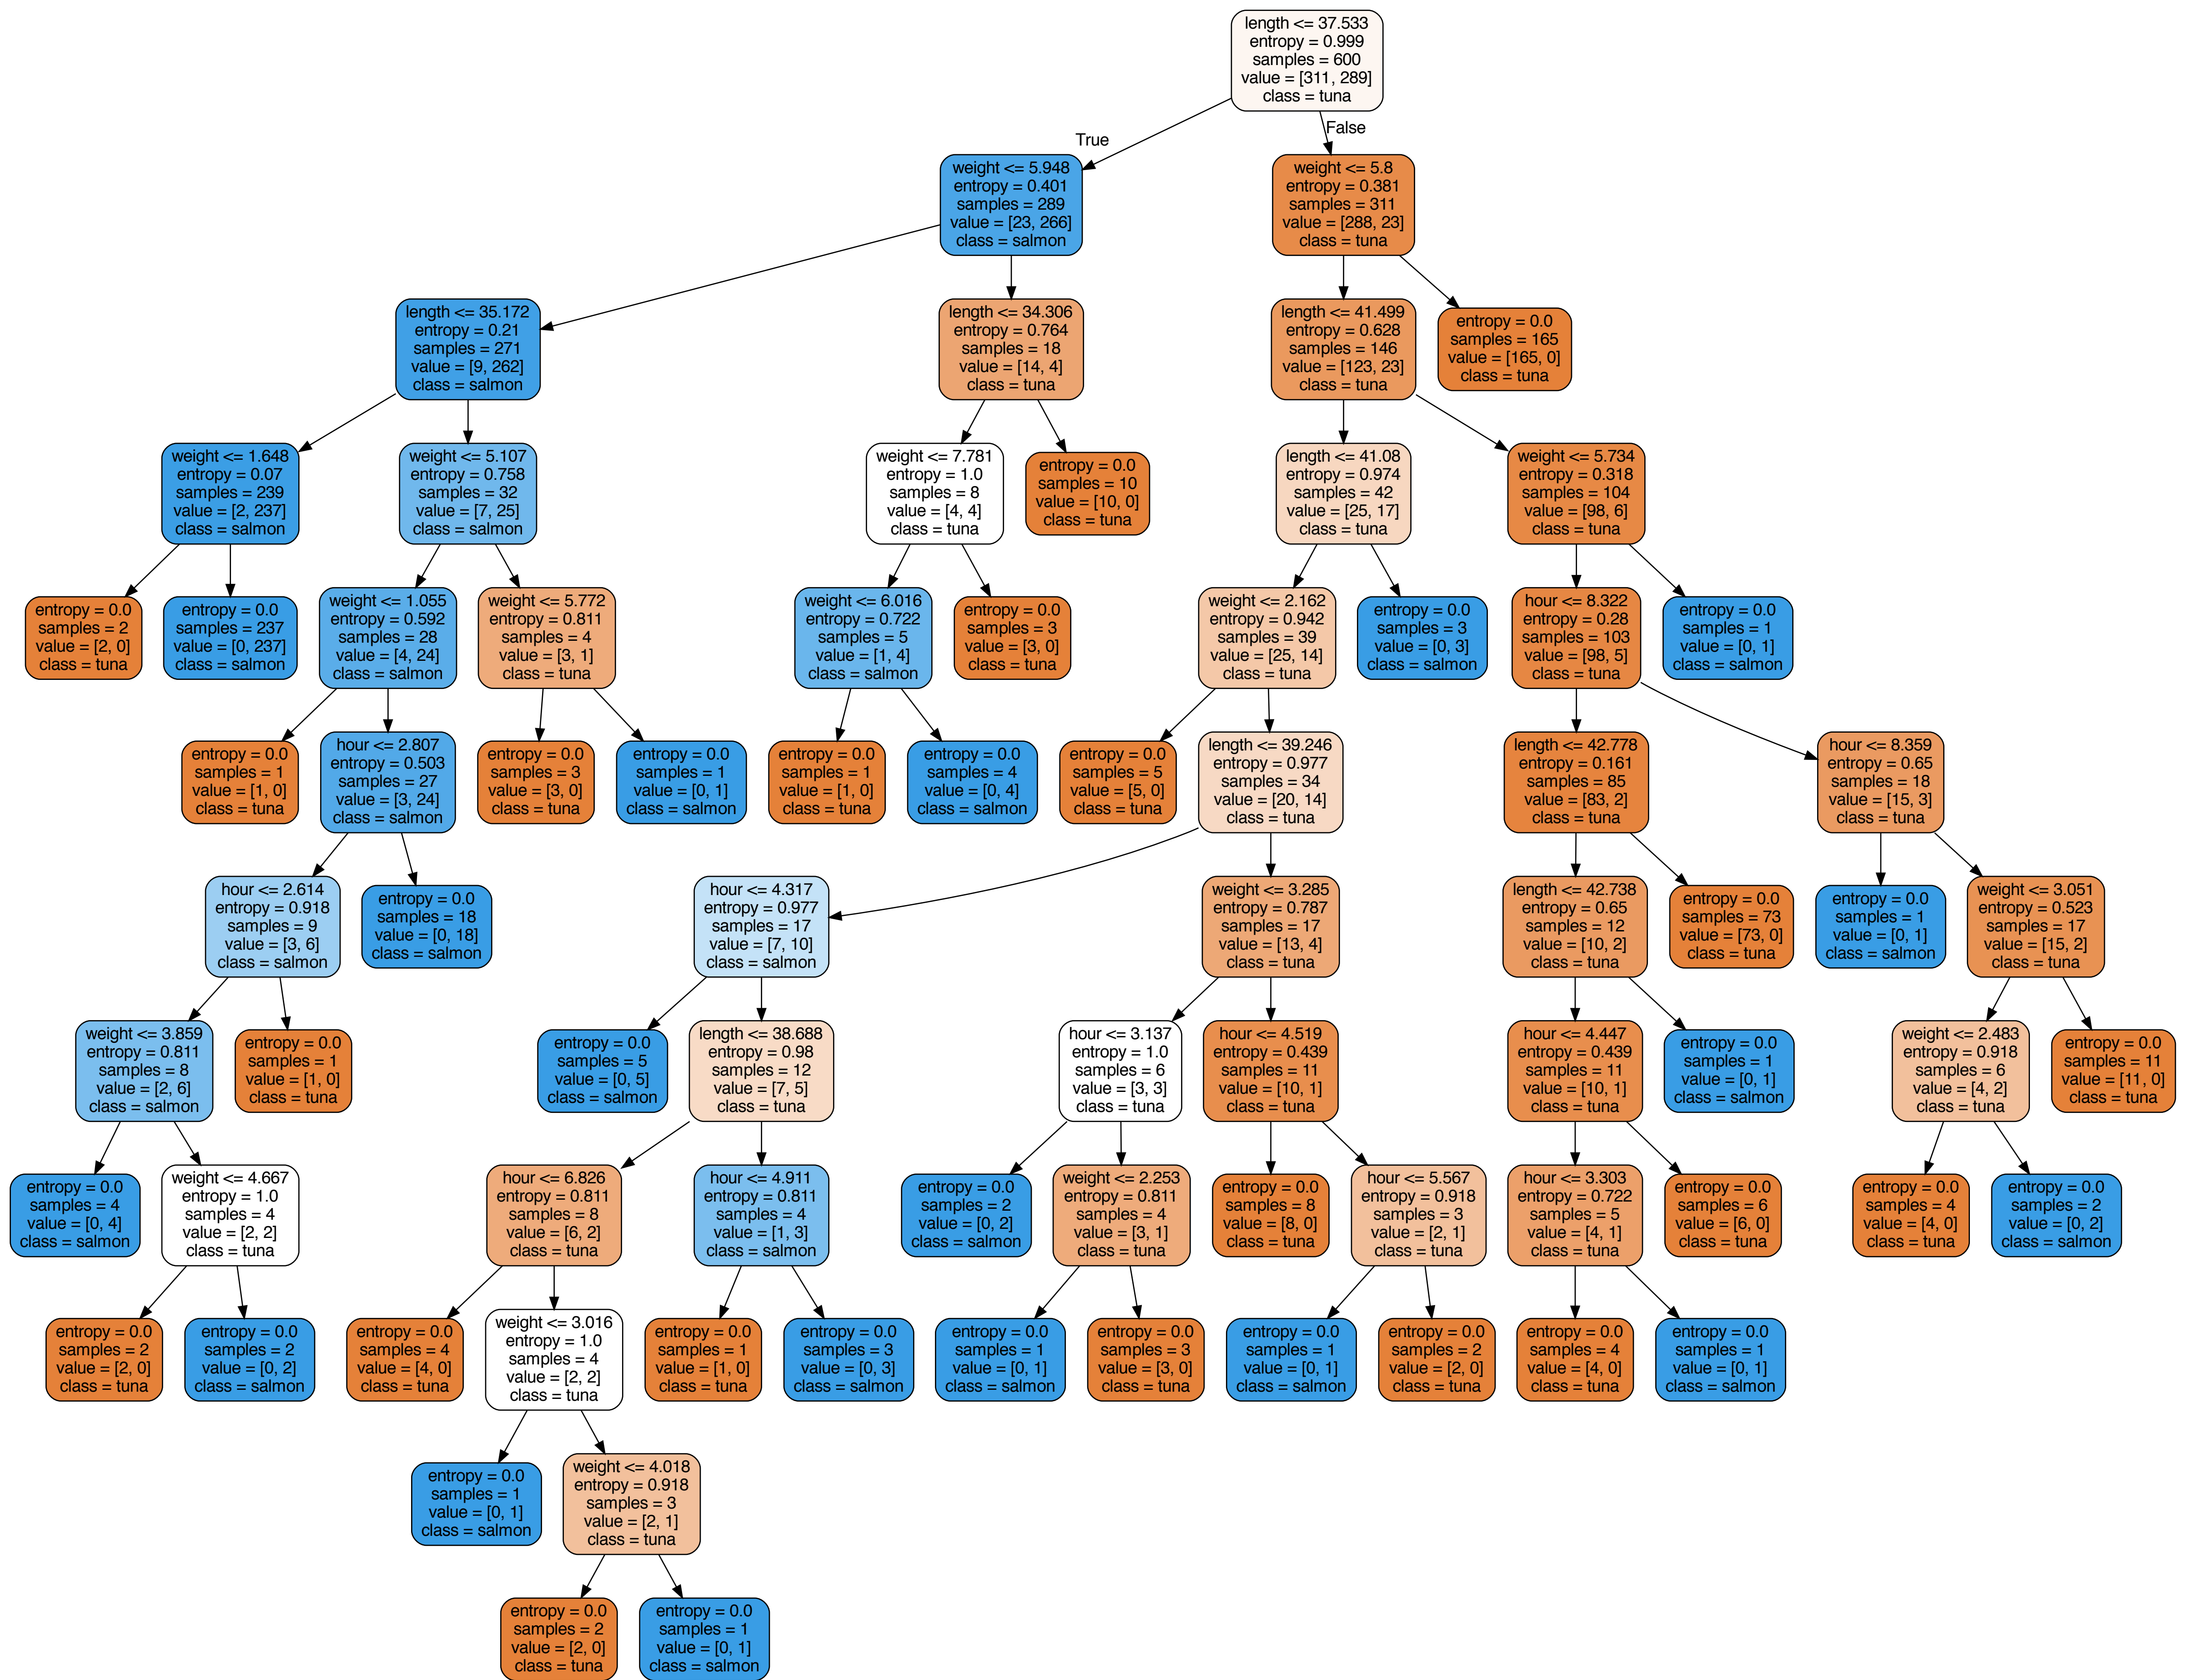 length <= 37.533
entropy = 0.999
samples = 600
value = [311, 289]
class = tuna
True
False
weight <= 5.948
entropy = 0.401
samples = 289
value = [23, 266]
class = salmon
weight <= 5.8
entropy = 0.381
samples = 311
value = [288, 23]
class = tuna
length <= 35.172
entropy = 0.21
samples = 271
value = [9, 262]
class = salmon
length <= 34.306
entropy = 0.764
samples = 18
value = [14, 4]
class = tuna
length <= 41.499
entropy = 0.628
samples = 146
value = [123, 23]
class = tuna
entropy = 0.0
samples = 165
value = [165, 0]
class = tuna
weight <= 1.648
entropy = 0.07
samples = 239
value = [2, 237]
class = salmon
weight <= 5.107
entropy = 0.758
samples = 32
value = [7, 25]
class = salmon
weight <= 7.781
entropy = 1.0
samples = 8
value = [4, 4]
class = tuna
entropy = 0.0
samples = 10
value = [10, 0]
class = tuna
length <= 41.08
entropy = 0.974
samples = 42
value = [25, 17]
class = tuna
weight <= 5.734
entropy = 0.318
samples = 104
value = [98, 6]
class = tuna
entropy = 0.0
samples = 2
value = [2, 0]
class = tuna
entropy = 0.0
samples = 237
value = [0, 237]
class = salmon
weight <= 1.055
entropy = 0.592
samples = 28
value = [4, 24]
class = salmon
weight <= 5.772
entropy = 0.811
samples = 4
value = [3, 1]
class = tuna
weight <= 6.016
entropy = 0.722
samples = 5
value = [1, 4]
class = salmon
entropy = 0.0
samples = 3
value = [3, 0]
class = tuna
weight <= 2.162
entropy = 0.942
samples = 39
value = [25, 14]
class = tuna
entropy = 0.0
samples = 3
value = [0, 3]
class = salmon
hour <= 8.322
entropy = 0.28
samples = 103
value = [98, 5]
class = tuna
entropy = 0.0
samples = 1
value = [0, 1]
class = salmon
entropy = 0.0
samples = 1
value = [1, 0]
class = tuna
hour <= 2.807
entropy = 0.503
samples = 27
value = [3, 24]
class = salmon
entropy = 0.0
samples = 3
value = [3, 0]
class = tuna
entropy = 0.0
samples = 1
value = [0, 1]
class = salmon
entropy = 0.0
samples = 1
value = [1, 0]
class = tuna
entropy = 0.0
samples = 4
value = [0, 4]
class = salmon
entropy = 0.0
samples = 5
value = [5, 0]
class = tuna
length <= 39.246
entropy = 0.977
samples = 34
value = [20, 14]
class = tuna
length <= 42.778
entropy = 0.161
samples = 85
value = [83, 2]
class = tuna
hour <= 8.359
entropy = 0.65
samples = 18
value = [15, 3]
class = tuna
hour <= 2.614
entropy = 0.918
samples = 9
value = [3, 6]
class = salmon
entropy = 0.0
samples = 18
value = [0, 18]
class = salmon
hour <= 4.317
entropy = 0.977
samples = 17
value = [7, 10]
class = salmon
weight <= 3.285
entropy = 0.787
samples = 17
value = [13, 4]
class = tuna
length <= 42.738
entropy = 0.65
samples = 12
value = [10, 2]
class = tuna
entropy = 0.0
samples = 73
value = [73, 0]
class = tuna
entropy = 0.0
samples = 1
value = [0, 1]
class = salmon
weight <= 3.051
entropy = 0.523
samples = 17
value = [15, 2]
class = tuna
weight <= 3.859
entropy = 0.811
samples = 8
value = [2, 6]
class = salmon
entropy = 0.0
samples = 1
value = [1, 0]
class = tuna
entropy = 0.0
samples = 5
value = [0, 5]
class = salmon
length <= 38.688
entropy = 0.98
samples = 12
value = [7, 5]
class = tuna
hour <= 3.137
entropy = 1.0
samples = 6
value = [3, 3]
class = tuna
hour <= 4.519
entropy = 0.439
samples = 11
value = [10, 1]
class = tuna
hour <= 4.447
entropy = 0.439
samples = 11
value = [10, 1]
class = tuna
entropy = 0.0
samples = 1
value = [0, 1]
class = salmon
weight <= 2.483
entropy = 0.918
samples = 6
value = [4, 2]
class = tuna
entropy = 0.0
samples = 11
value = [11, 0]
class = tuna
entropy = 0.0
samples = 4
value = [0, 4]
class = salmon
weight <= 4.667
entropy = 1.0
samples = 4
value = [2, 2]
class = tuna
hour <= 6.826
entropy = 0.811
samples = 8
value = [6, 2]
class = tuna
hour <= 4.911
entropy = 0.811
samples = 4
value = [1, 3]
class = salmon
entropy = 0.0
samples = 2
value = [0, 2]
class = salmon
weight <= 2.253
entropy = 0.811
samples = 4
value = [3, 1]
class = tuna
entropy = 0.0
samples = 8
value = [8, 0]
class = tuna
hour <= 5.567
entropy = 0.918
samples = 3
value = [2, 1]
class = tuna
hour <= 3.303
entropy = 0.722
samples = 5
value = [4, 1]
class = tuna
entropy = 0.0
samples = 6
value = [6, 0]
class = tuna
entropy = 0.0
samples = 4
value = [4, 0]
class = tuna
entropy = 0.0
samples = 2
value = [0, 2]
class = salmon
entropy = 0.0
samples = 2
value = [2, 0]
class = tuna
entropy = 0.0
samples = 2
value = [0, 2]
class = salmon
entropy = 0.0
samples = 4
value = [4, 0]
class = tuna
weight <= 3.016
entropy = 1.0
samples = 4
value = [2, 2]
class = tuna
entropy = 0.0
samples = 1
value = [1, 0]
class = tuna
entropy = 0.0
samples = 3
value = [0, 3]
class = salmon
entropy = 0.0
samples = 1
value = [0, 1]
class = salmon
entropy = 0.0
samples = 3
value = [3, 0]
class = tuna
entropy = 0.0
samples = 1
value = [0, 1]
class = salmon
entropy = 0.0
samples = 2
value = [2, 0]
class = tuna
entropy = 0.0
samples = 4
value = [4, 0]
class = tuna
entropy = 0.0
samples = 1
value = [0, 1]
class = salmon
entropy = 0.0
samples = 1
value = [0, 1]
class = salmon
weight <= 4.018
entropy = 0.918
samples = 3
value = [2, 1]
class = tuna
entropy = 0.0
samples = 2
value = [2, 0]
class = tuna
entropy = 0.0
samples = 1
value = [0, 1]
class = salmon